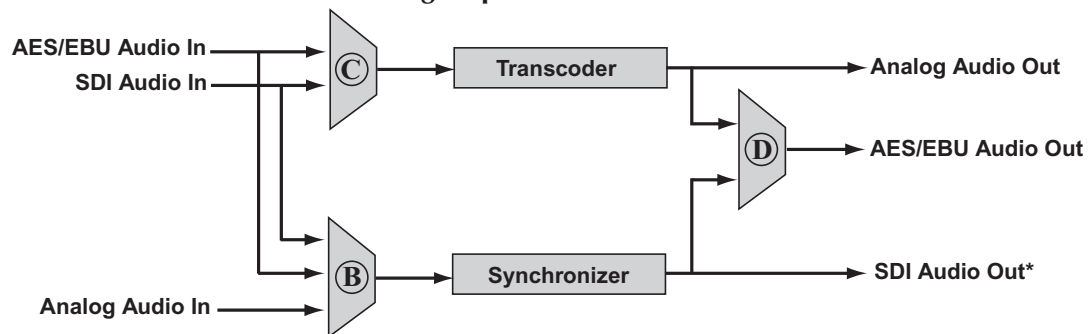 AES/EBU Audio In
SDI Audio In
C
Transcoder
Analog Audio Out
D
AES/EBU Audio Out
B
Synchronizer
SDI Audio Out*
Analog Audio In